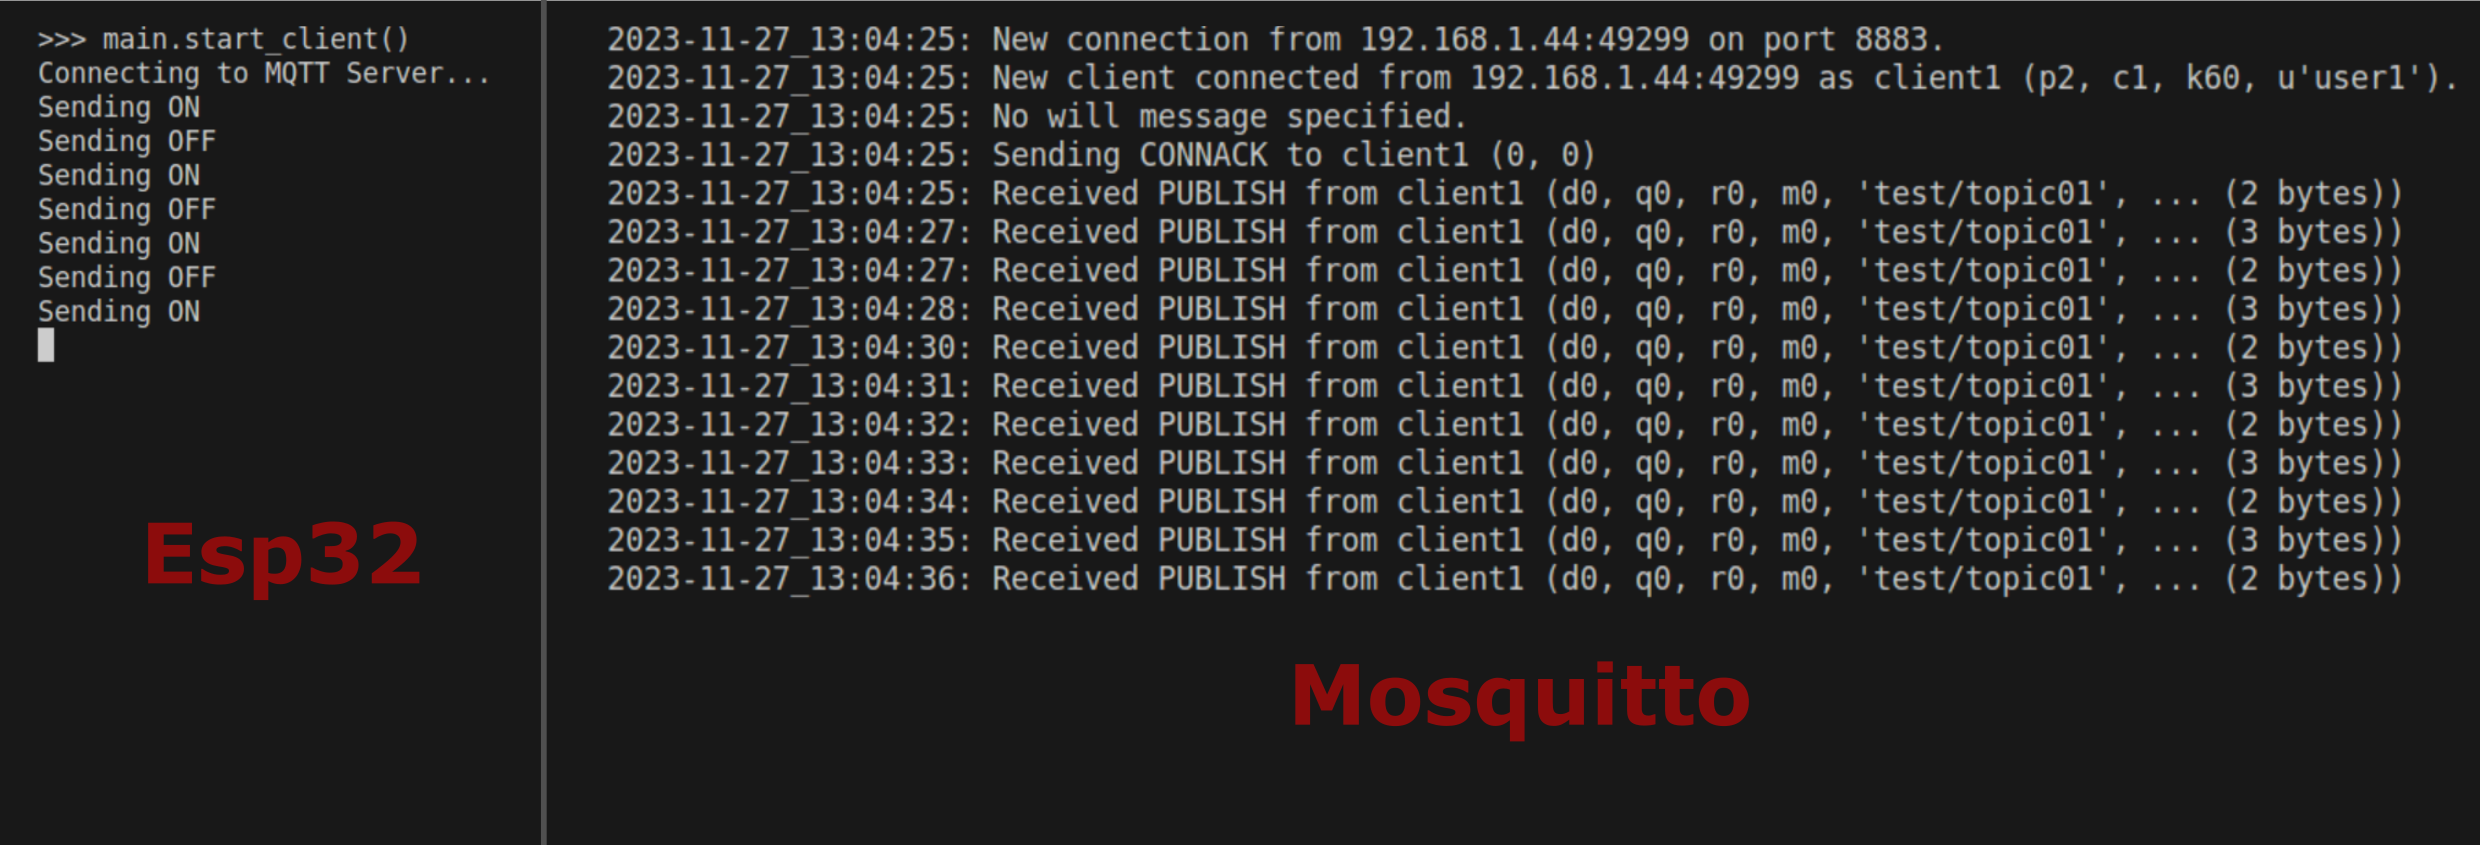 >>> main.start_client()
Connecting to MQTT Server...
Sending ON
Sending OFF
Sending ON
Sending OFF
Sending ON
Sending OFF
Sending ON
Esp32
2023-11-27_13:04:25: New connection from 192.168.1.44:49299 on port 8883.
2023-11-27_13:04:25: New client connected from 192.168.1.44:49299 as client1 (p2, c1, k60, u'user1').
2023-11-27_13:04:25: No will message specified.
2023-11-27_13:04:25: Sending CONNACK to client1 (0, 0)
2023-11-27_13:04:25: Received PUBLISH from client1 (d0, q0, r0, m0, 'test/topic01', ... (2 bytes))
2023-11-27_13:04:27: Received PUBLISH from client1 (d0, q0, r0, m0, 'test/topic01', ... (3 bytes))
2023-11-27_13:04:27: Received PUBLISH from client1 (d0, q0, r0, m0, 'test/topic01', ... (2 bytes))
2023-11-27_13:04:28: Received PUBLISH from client1 (d0, q0, r0, m0, 'test/topic01', ... (3 bytes))
2023-11-27_13:04:30: Received PUBLISH from client1 (d0, q0, r0, m0, 'test/topic01', ... (2 bytes))
2023-11-27_13:04:31: Received PUBLISH from client1 (d0, q0, r0, m0, 'test/topic01', ... (3 bytes))
2023-11-27_13:04:32: Received PUBLISH from client1 (d0, q0, r0, m0, 'test/topic01', ... (2 bytes))
2023-11-27_13:04:33: Received PUBLISH from client1 (d0, q0, r0, m0, 'test/topic01', ... (3 bytes))
2023-11-27_13:04:34: Received PUBLISH from client1 (d0, q0, r0, m0, 'test/topic01', ... (2 bytes))
2023-11-27_13:04:35: Received PUBLISH from client1 (d0, q0, r0, m0, 'test/topic01', ... (3 bytes))
2023-11-27_13:04:36: Received PUBLISH from client1 (d0, q0, r0, m0, 'test/topic01', ... (2 bytes))
Mosquitto